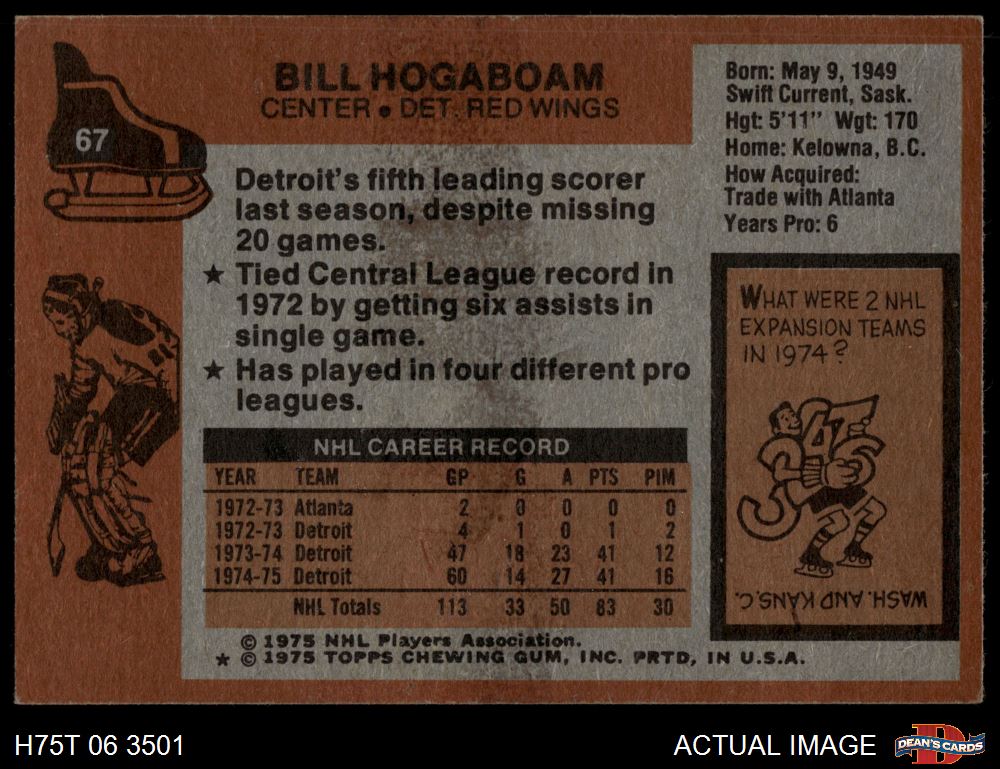 67
BILL HOGABOAM
CENTER • DET. RED WINGS
Born: May 9, 1949
Swift Current, Sask.
Hgt: 5'11" Wgt: 170
Home: Kelowna, B.C.
How Acquired:
Trade with Atlanta
Years Pro: 6
Detroit's fifth leading scorer
last season, despite missing
20 games.
★ Tied Central League record in
1972 by getting six assists in
single game.
★ Has played in four different pro
leagues.
NHL CAREER RECORD
YEAR TEAM GP G A PTS PIM
1972-73 Atlanta 2 0 0 0 0
1972-73 Detroit 4 1 0 1 2
1973-74 Detroit 47 18 23 41 12
1974-75 Detroit 60 14 27 41 16
NHL Totals 113 33 50 83 30
WHAT WERE 2 NHL
EXPANSION TEAMS
IN 1974?
WASH. AND KANS.C.
© 1975 NHL Players Association.
★ © 1975 TOPPS CHEWING GUM, INC. PRTD, IN U.S.A.
H75T 06 3501
ACTUAL IMAGE
DEAN'S CARDS